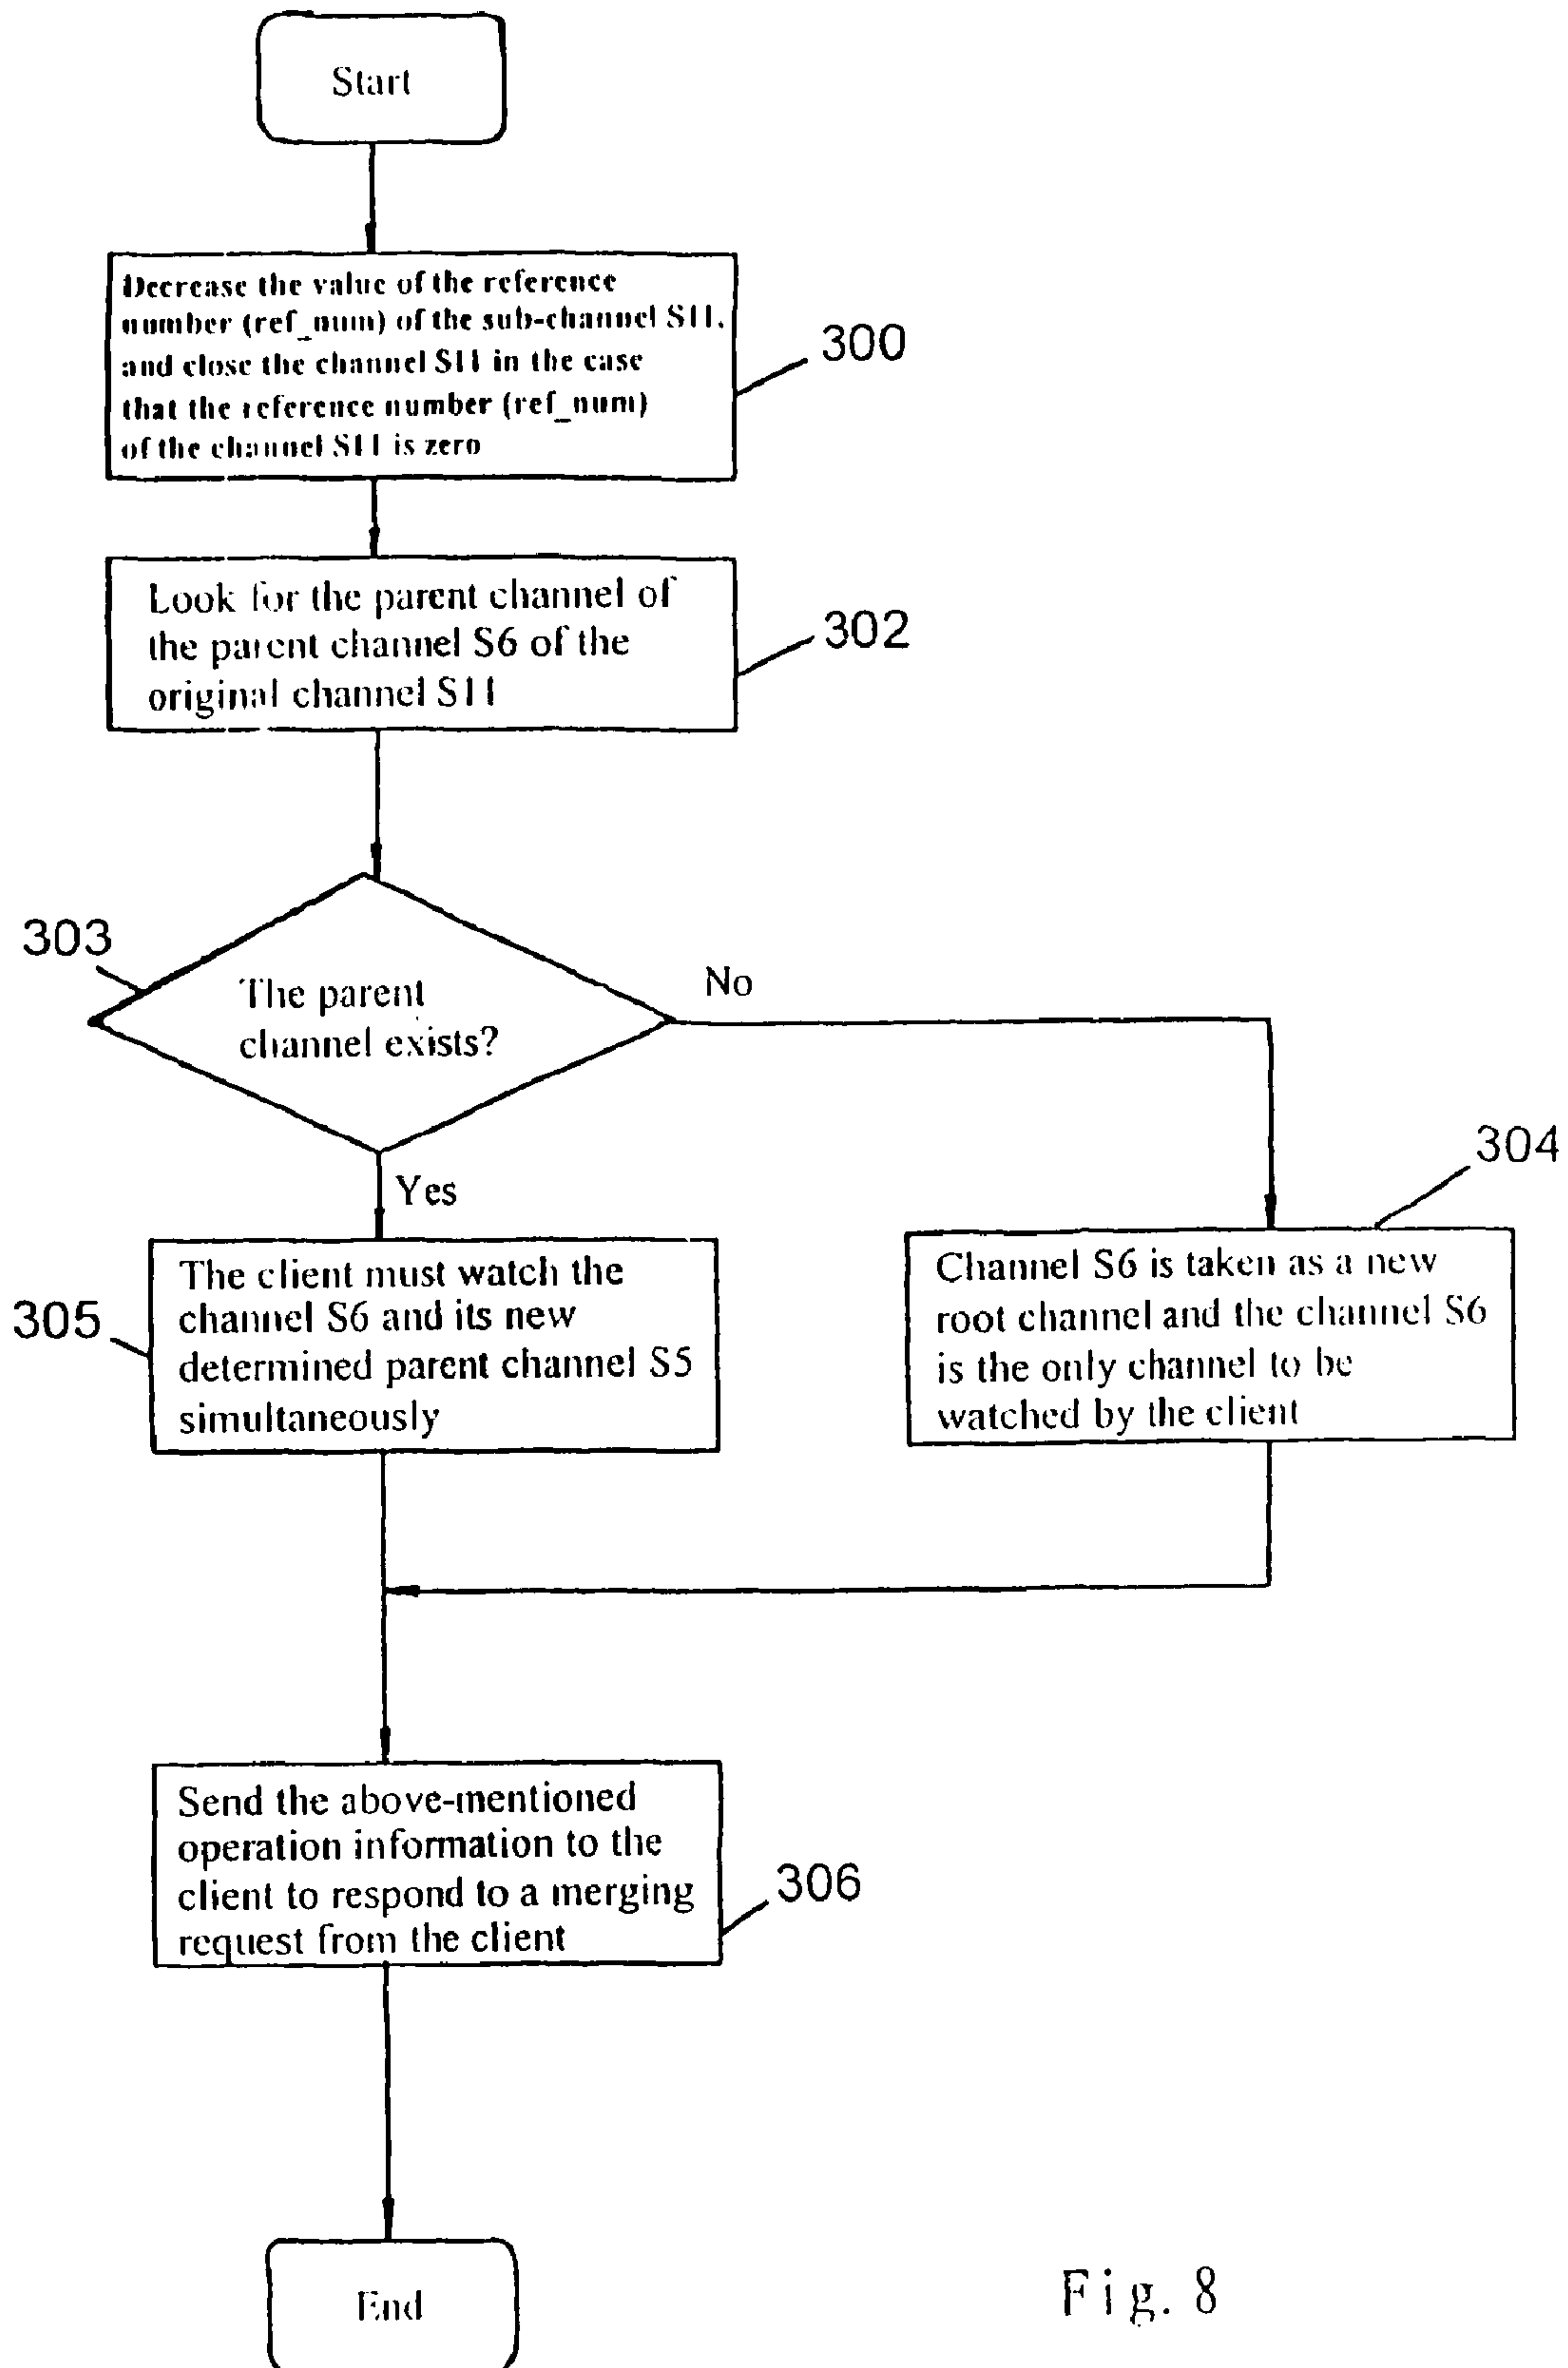 Start
Decrease the value of the reference
number (ref_num) of the sub-channel S11,
and close the channel S11 in the case
that the reference number (ref_num)
of the channel S11 is zero
300
Look for the parent channel of
the parent channel S6 of the
original channel S11
302
303
The parent
channel exists?
No
Yes
304
305
The client must watch the
channel S6 and its new
determined parent channel S5
simultaneously
Channel S6 is taken as a new
root channel and the channel S6
is the only channel to be
watched by the client
Send the above-mentioned
operation information to the
client to respond to a merging
request from the client
306
End
Fig. 8